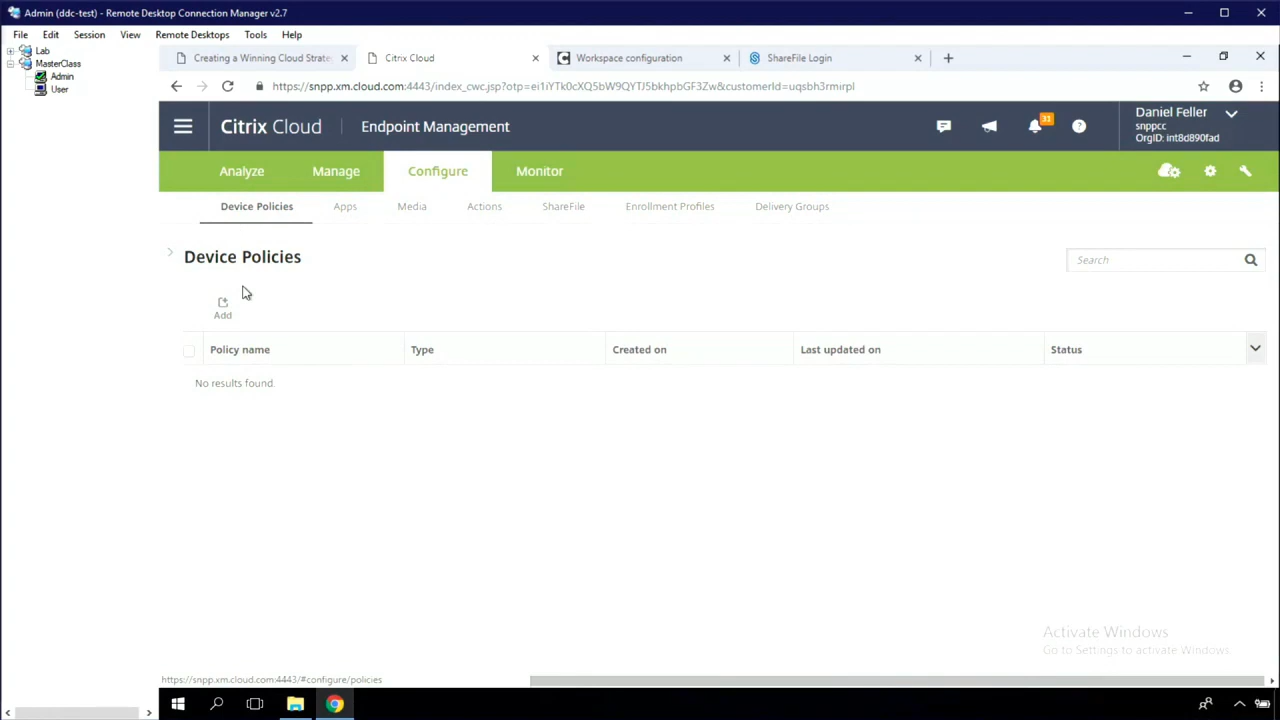 Admin (ddc-test) - Remote Desktop Connection Manager v2.7
File Edit Session View Remote Desktops Tools Help
Lab
MasterClass
Admin
User
Creating a Winning Cloud Strate
Citrix Cloud
Workspace configuration
ShareFile Login
https://snpp.xm.cloud.com:4443/index_cwc.jsp?otp=ei1iYTk0cXQ5bW9QYTJ5bkhpbGF3Zw&customerId=uqsbh3rmirpl
Citrix Cloud Endpoint Management
31
Daniel Feller
snppcc
OrgID: int8d890fad
Analyze Manage Configure Monitor
Device Policies Apps Media Actions ShareFile Enrollment Profiles Delivery Groups
Device Policies
Search
Add
Policy name Type Created on Last updated on Status
No results found.
Activate Windows
Go to Settings to activate Windows.
https://snpp.xm.cloud.com:4443/#configure/policies